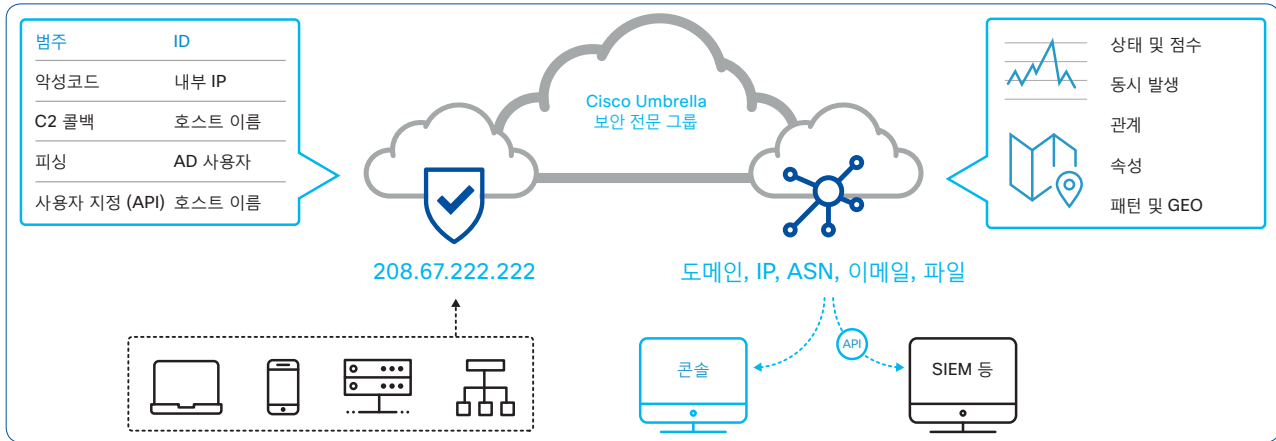 범주 ID
악성코드 내부 IP
C2 콜백 호스트 이름
피싱 AD 사용자
사용자 지정 (API) 호스트 이름
Cisco Umbrella
보안 전문 그룹
상태 및 점수
동시 발생
관계
속성
패턴 및 GEO
208.67.222.222
도메인, IP, ASN, 이메일, 파일
API
콘솔
SIEM 등